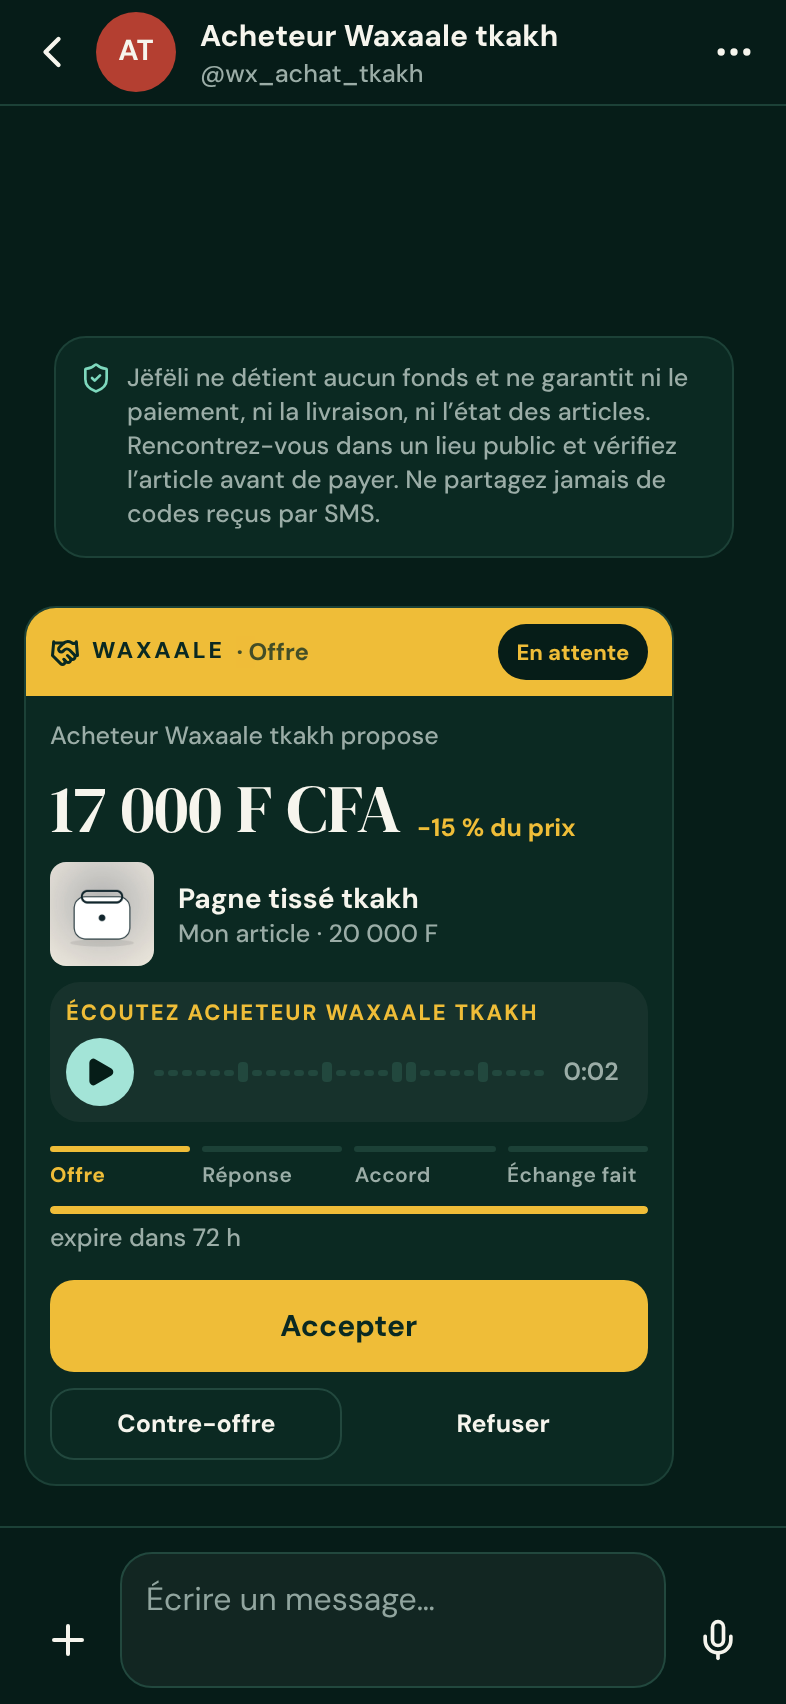 AT
Acheteur Waxaale tkakh
@wx_achat_tkakh
Jëfëli ne détient aucun fonds et ne garantit ni le
paiement, ni la livraison, ni l’état des articles.
Rencontrez-vous dans un lieu public et vérifiez
l’article avant de payer. Ne partagez jamais de
codes reçus par SMS.
WAXAALE · Offre
En attente
Acheteur Waxaale tkakh propose
17 000 F CFA -15 % du prix
Pagne tissé tkakh
Mon article · 20 000 F
ÉCOUTEZ ACHETEUR WAXAALE TKAKH
0:02
Offre Réponse Accord Échange fait
expire dans 72 h
Accepter
Contre-offre Refuser
Écrire un message...